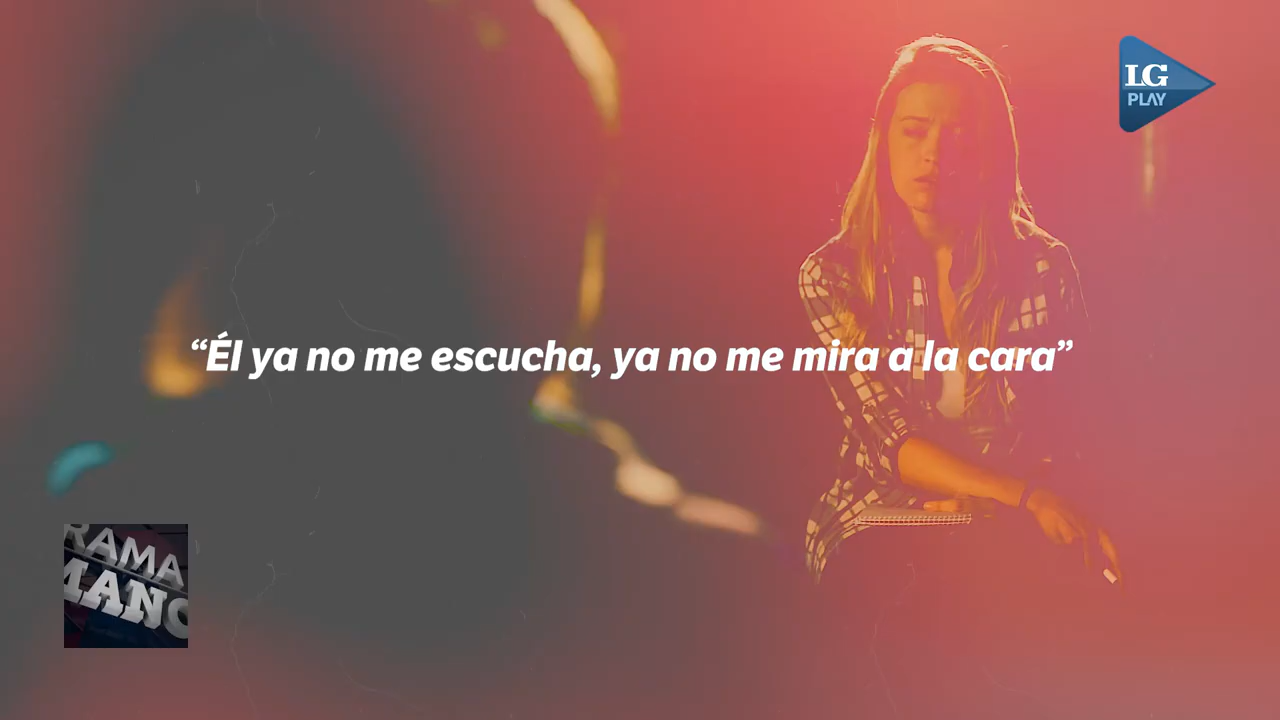 LG
PLAY
“Él ya no me escucha, ya no me mira a la cara”
RAMA
MANO